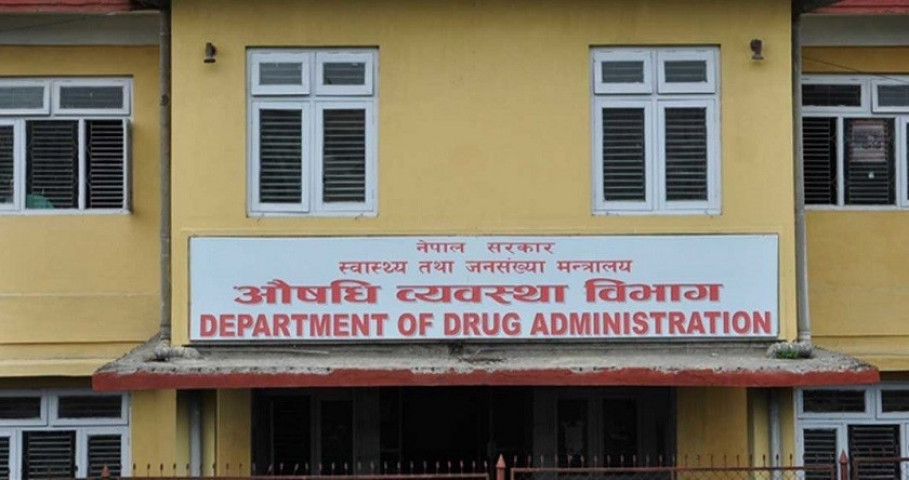 नेपाल सरकार
स्वास्थ्य तथा जनसंख्या मन्त्रालय
औषधि व्यवस्था विभाग
DEPARTMENT OF DRUG ADMINISTRATION